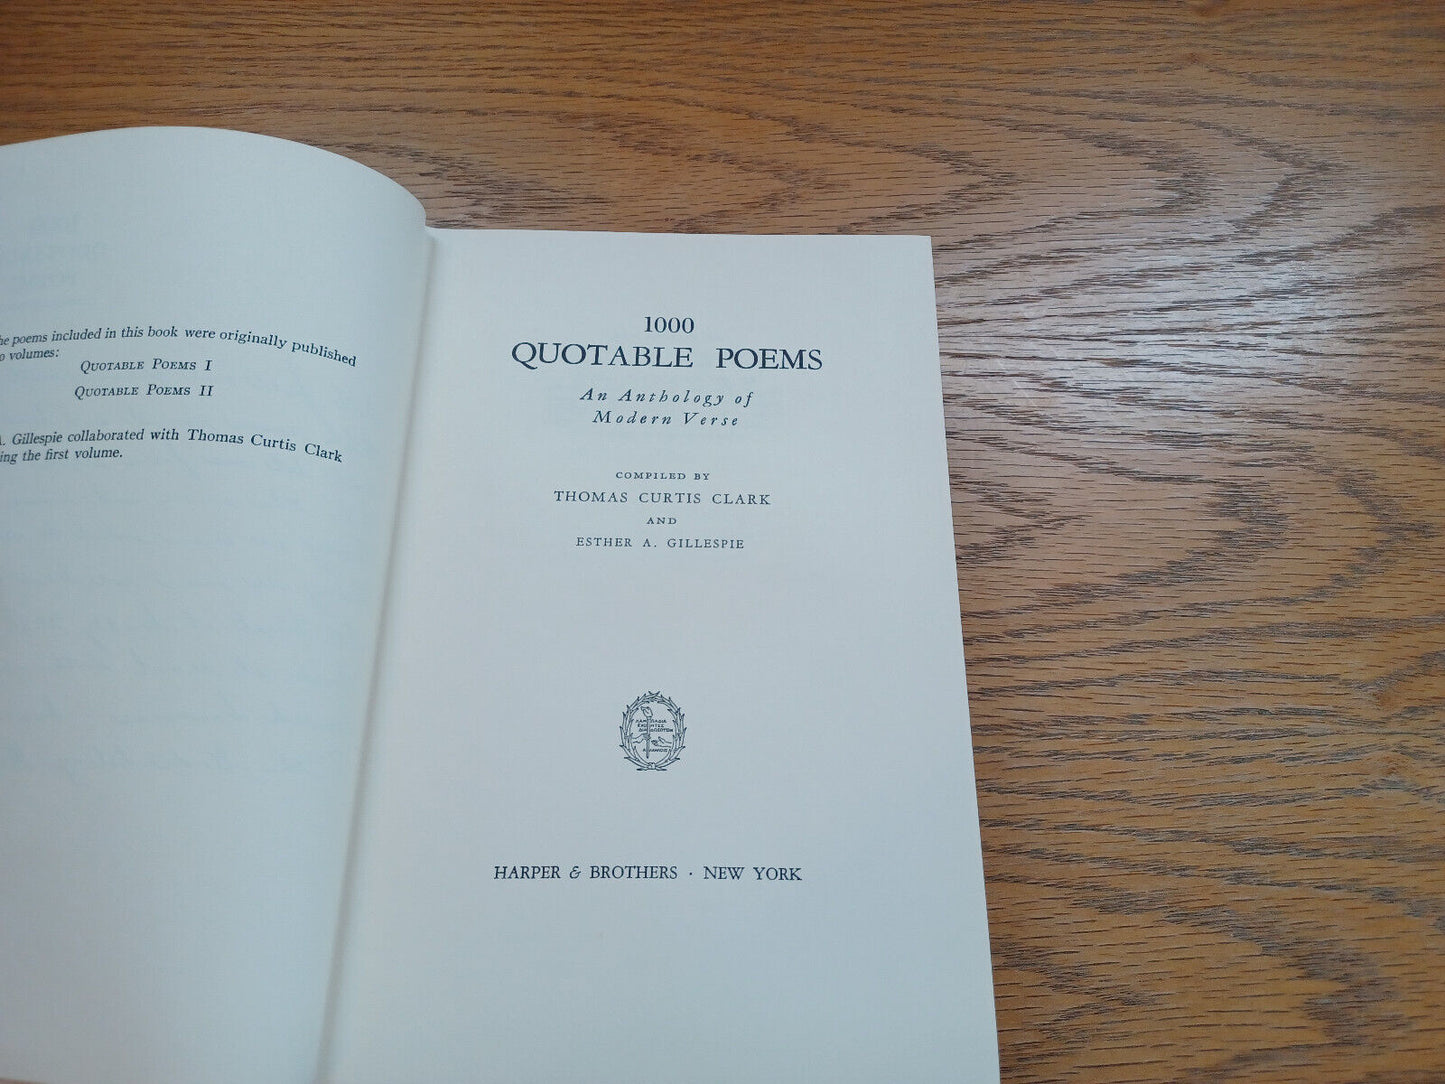 he poems included in this book were originally published
o volumes:
QUOTABLE POEMS I
QUOTABLE POEMS II
A. Gillespie collaborated with Thomas Curtis Clark
ing the first volume.
1000
QUOTABLE POEMS
An Anthology of
Modern Verse
COMPILED BY
THOMAS CURTIS CLARK
AND
ESTHER A. GILLESPIE
HARPER & BROTHERS · NEW YORK